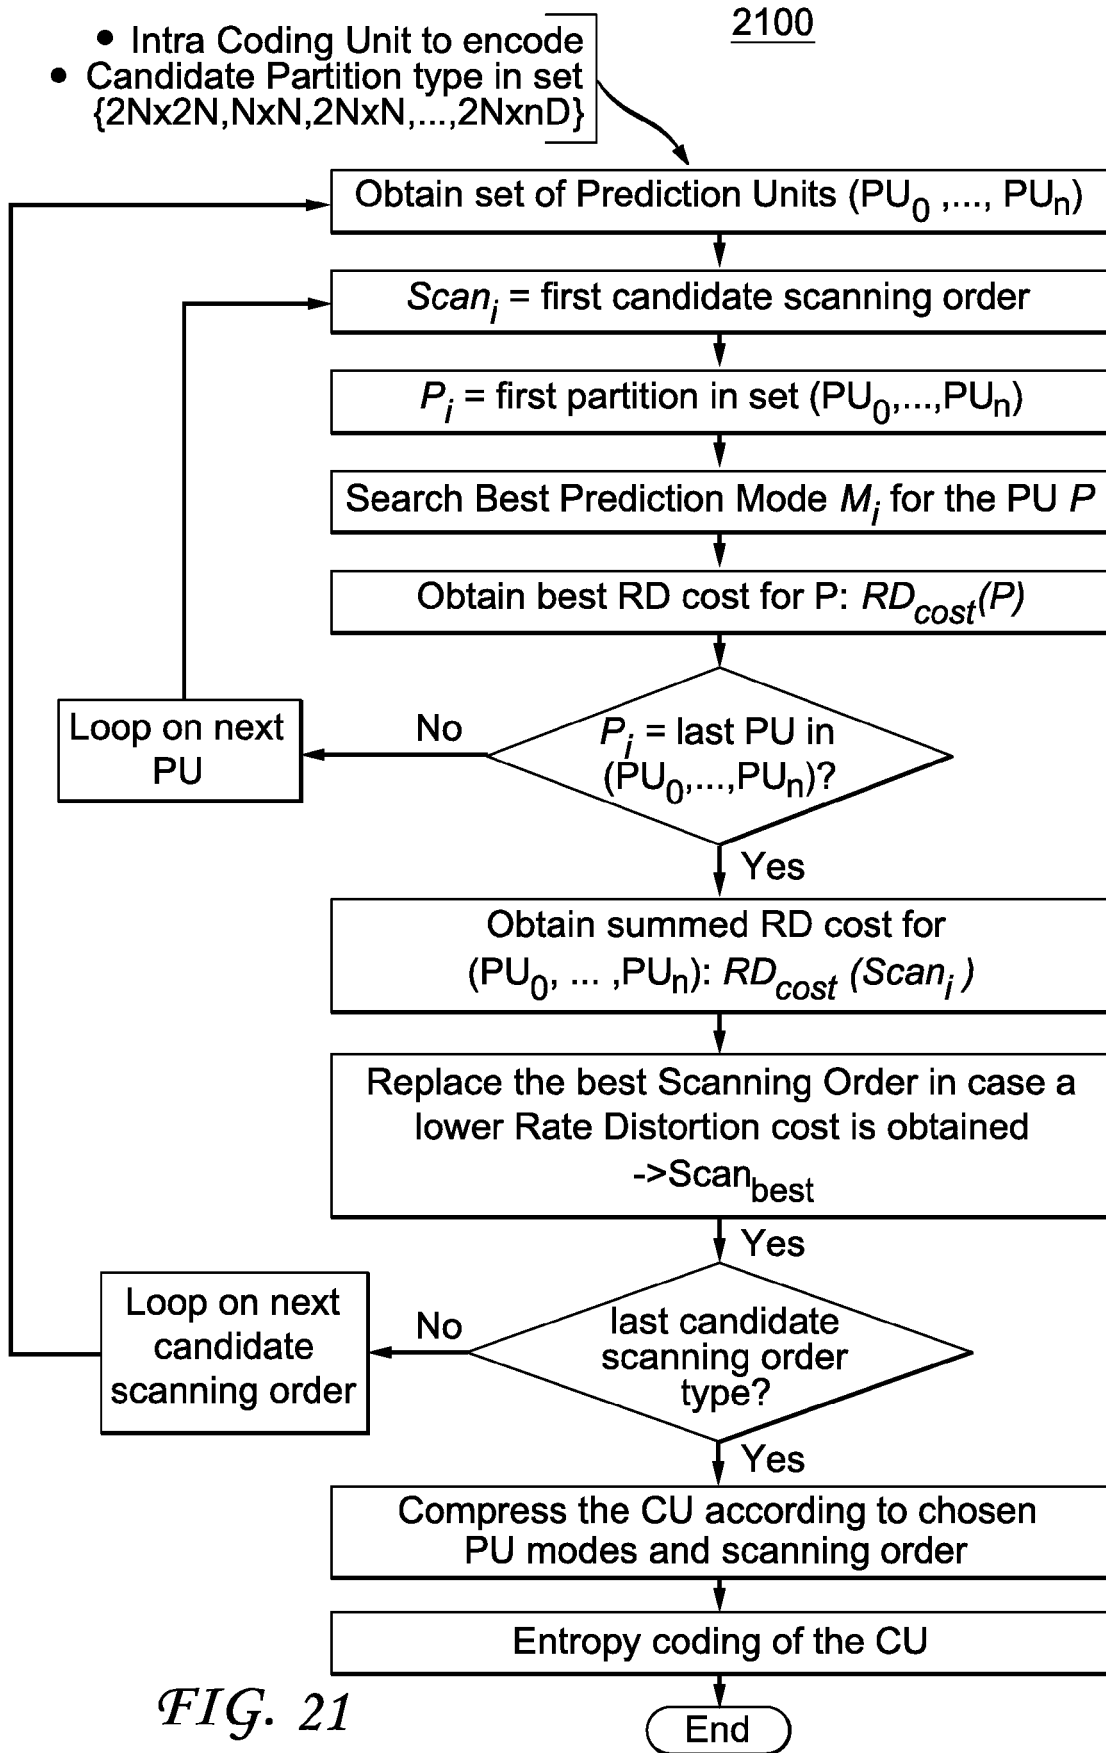 2100
• Intra Coding Unit to encode
• Candidate Partition type in set
{2Nx2N,NxN,2NxN,...,2NxnD}
Obtain set of Prediction Units (PU0 ,..., PUn)
Scani = first candidate scanning order
Pi = first partition in set (PU0,...,PUn)
Search Best Prediction Mode Mi for the PU P
Obtain best RD cost for P: RDcost(P)
Loop on next
PU
No
Pi = last PU in
(PU0,...,PUn)?
Yes
Obtain summed RD cost for
(PU0, ... ,PUn): RDcost (Scani )
Replace the best Scanning Order in case a
lower Rate Distortion cost is obtained
->Scanbest
Yes
Loop on next
candidate
scanning order
No
last candidate
scanning order
type?
Yes
Compress the CU according to chosen
PU modes and scanning order
Entropy coding of the CU
End
FIG. 21